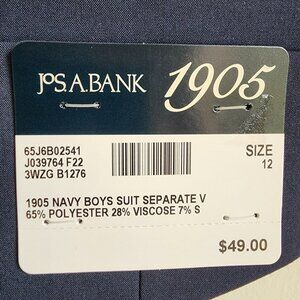 JOS. A. BANK 1905
65J6B02541
J039764 F22
3WZG B1276
SIZE
12
1905 NAVY BOYS SUIT SEPARATE V
65% POLYESTER 28% VISCOSE 7% S
$49.00